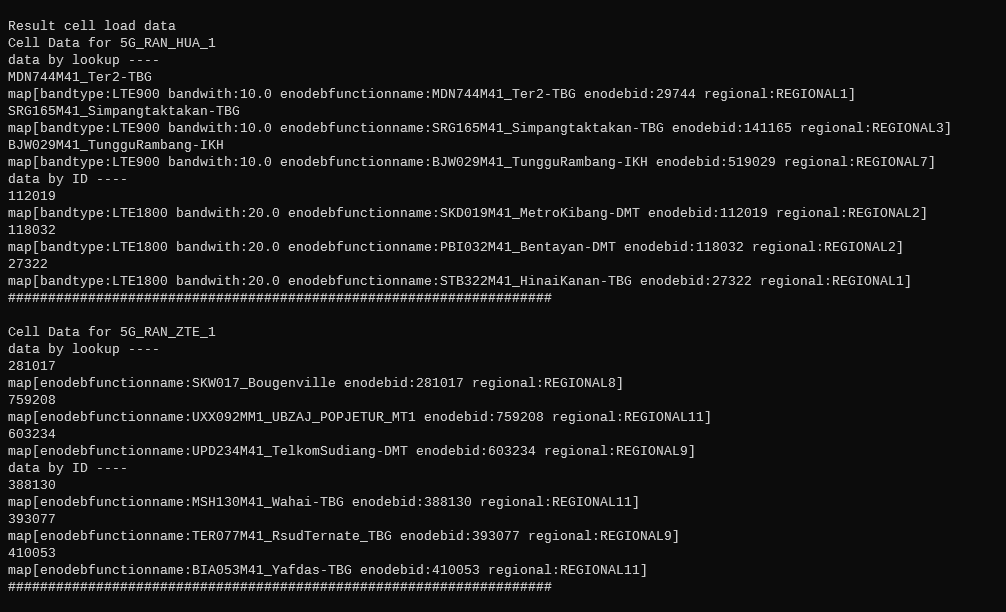 Result cell load data
Cell Data for 5G_RAN_HUA_1
data by lookup ----
MDN744M41_Ter2-TBG
map[bandtype:LTE900 bandwith:10.0 enodebfunctionname:MDN744M41_Ter2-TBG enodebid:29744 regional:REGIONAL1]
SRG165M41_Simpangtaktakan-TBG
map[bandtype:LTE900 bandwith:10.0 enodebfunctionname:SRG165M41_Simpangtaktakan-TBG enodebid:141165 regional:REGIONAL3]
BJW029M41_TungguRambang-IKH
map[bandtype:LTE900 bandwith:10.0 enodebfunctionname:BJW029M41_TungguRambang-IKH enodebid:519029 regional:REGIONAL7]
data by ID ----
112019
map[bandtype:LTE1800 bandwith:20.0 enodebfunctionname:SKD019M41_MetroKibang-DMT enodebid:112019 regional:REGIONAL2]
118032
map[bandtype:LTE1800 bandwith:20.0 enodebfunctionname:PBI032M41_Bentayan-DMT enodebid:118032 regional:REGIONAL2]
27322
map[bandtype:LTE1800 bandwith:20.0 enodebfunctionname:STB322M41_HinaiKanan-TBG enodebid:27322 regional:REGIONAL1]
####################################################################
Cell Data for 5G_RAN_ZTE_1
data by lookup ----
281017
map[enodebfunctionname:SKW017_Bougenville enodebid:281017 regional:REGIONAL8]
759208
map[enodebfunctionname:UXX092MM1_UBZAJ_POPJETUR_MT1 enodebid:759208 regional:REGIONAL11]
603234
map[enodebfunctionname:UPD234M41_TelkomSudiang-DMT enodebid:603234 regional:REGIONAL9]
data by ID ----
388130
map[enodebfunctionname:MSH130M41_Wahai-TBG enodebid:388130 regional:REGIONAL11]
393077
map[enodebfunctionname:TER077M41_RsudTernate_TBG enodebid:393077 regional:REGIONAL9]
410053
map[enodebfunctionname:BIA053M41_Yafdas-TBG enodebid:410053 regional:REGIONAL11]
####################################################################